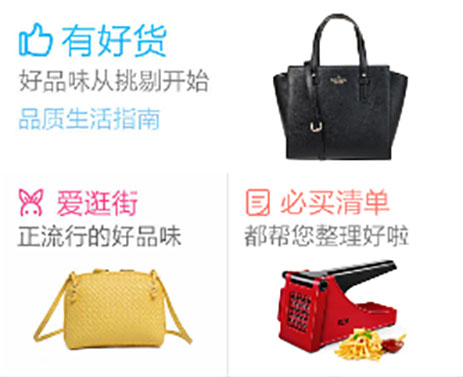 有好货
好品味从挑剔开始
品质生活指南
爱逛街
正流行的好品味
必买清单
都帮您整理好啦